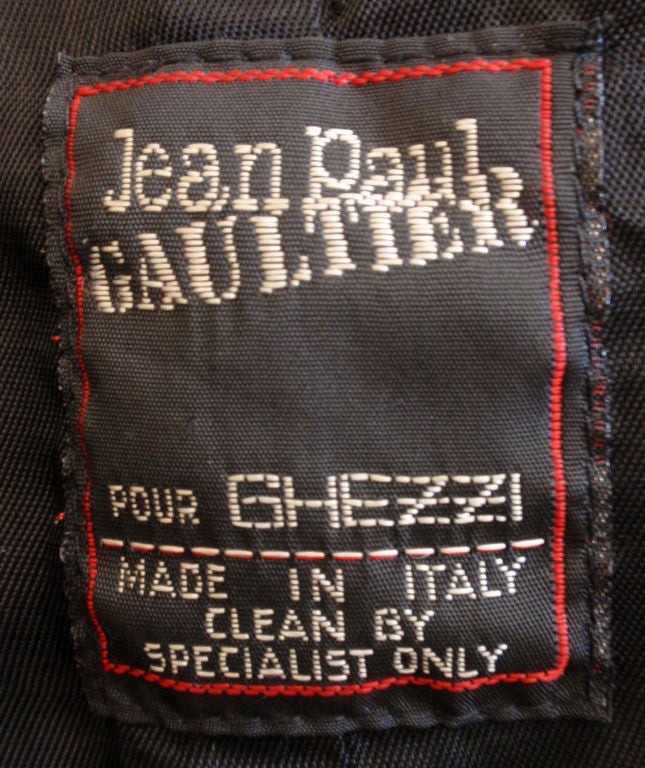 Jean Paul
GAULTIER
POUR GHEZZI
MADE IN ITALY
CLEAN BY
SPECIALIST ONLY